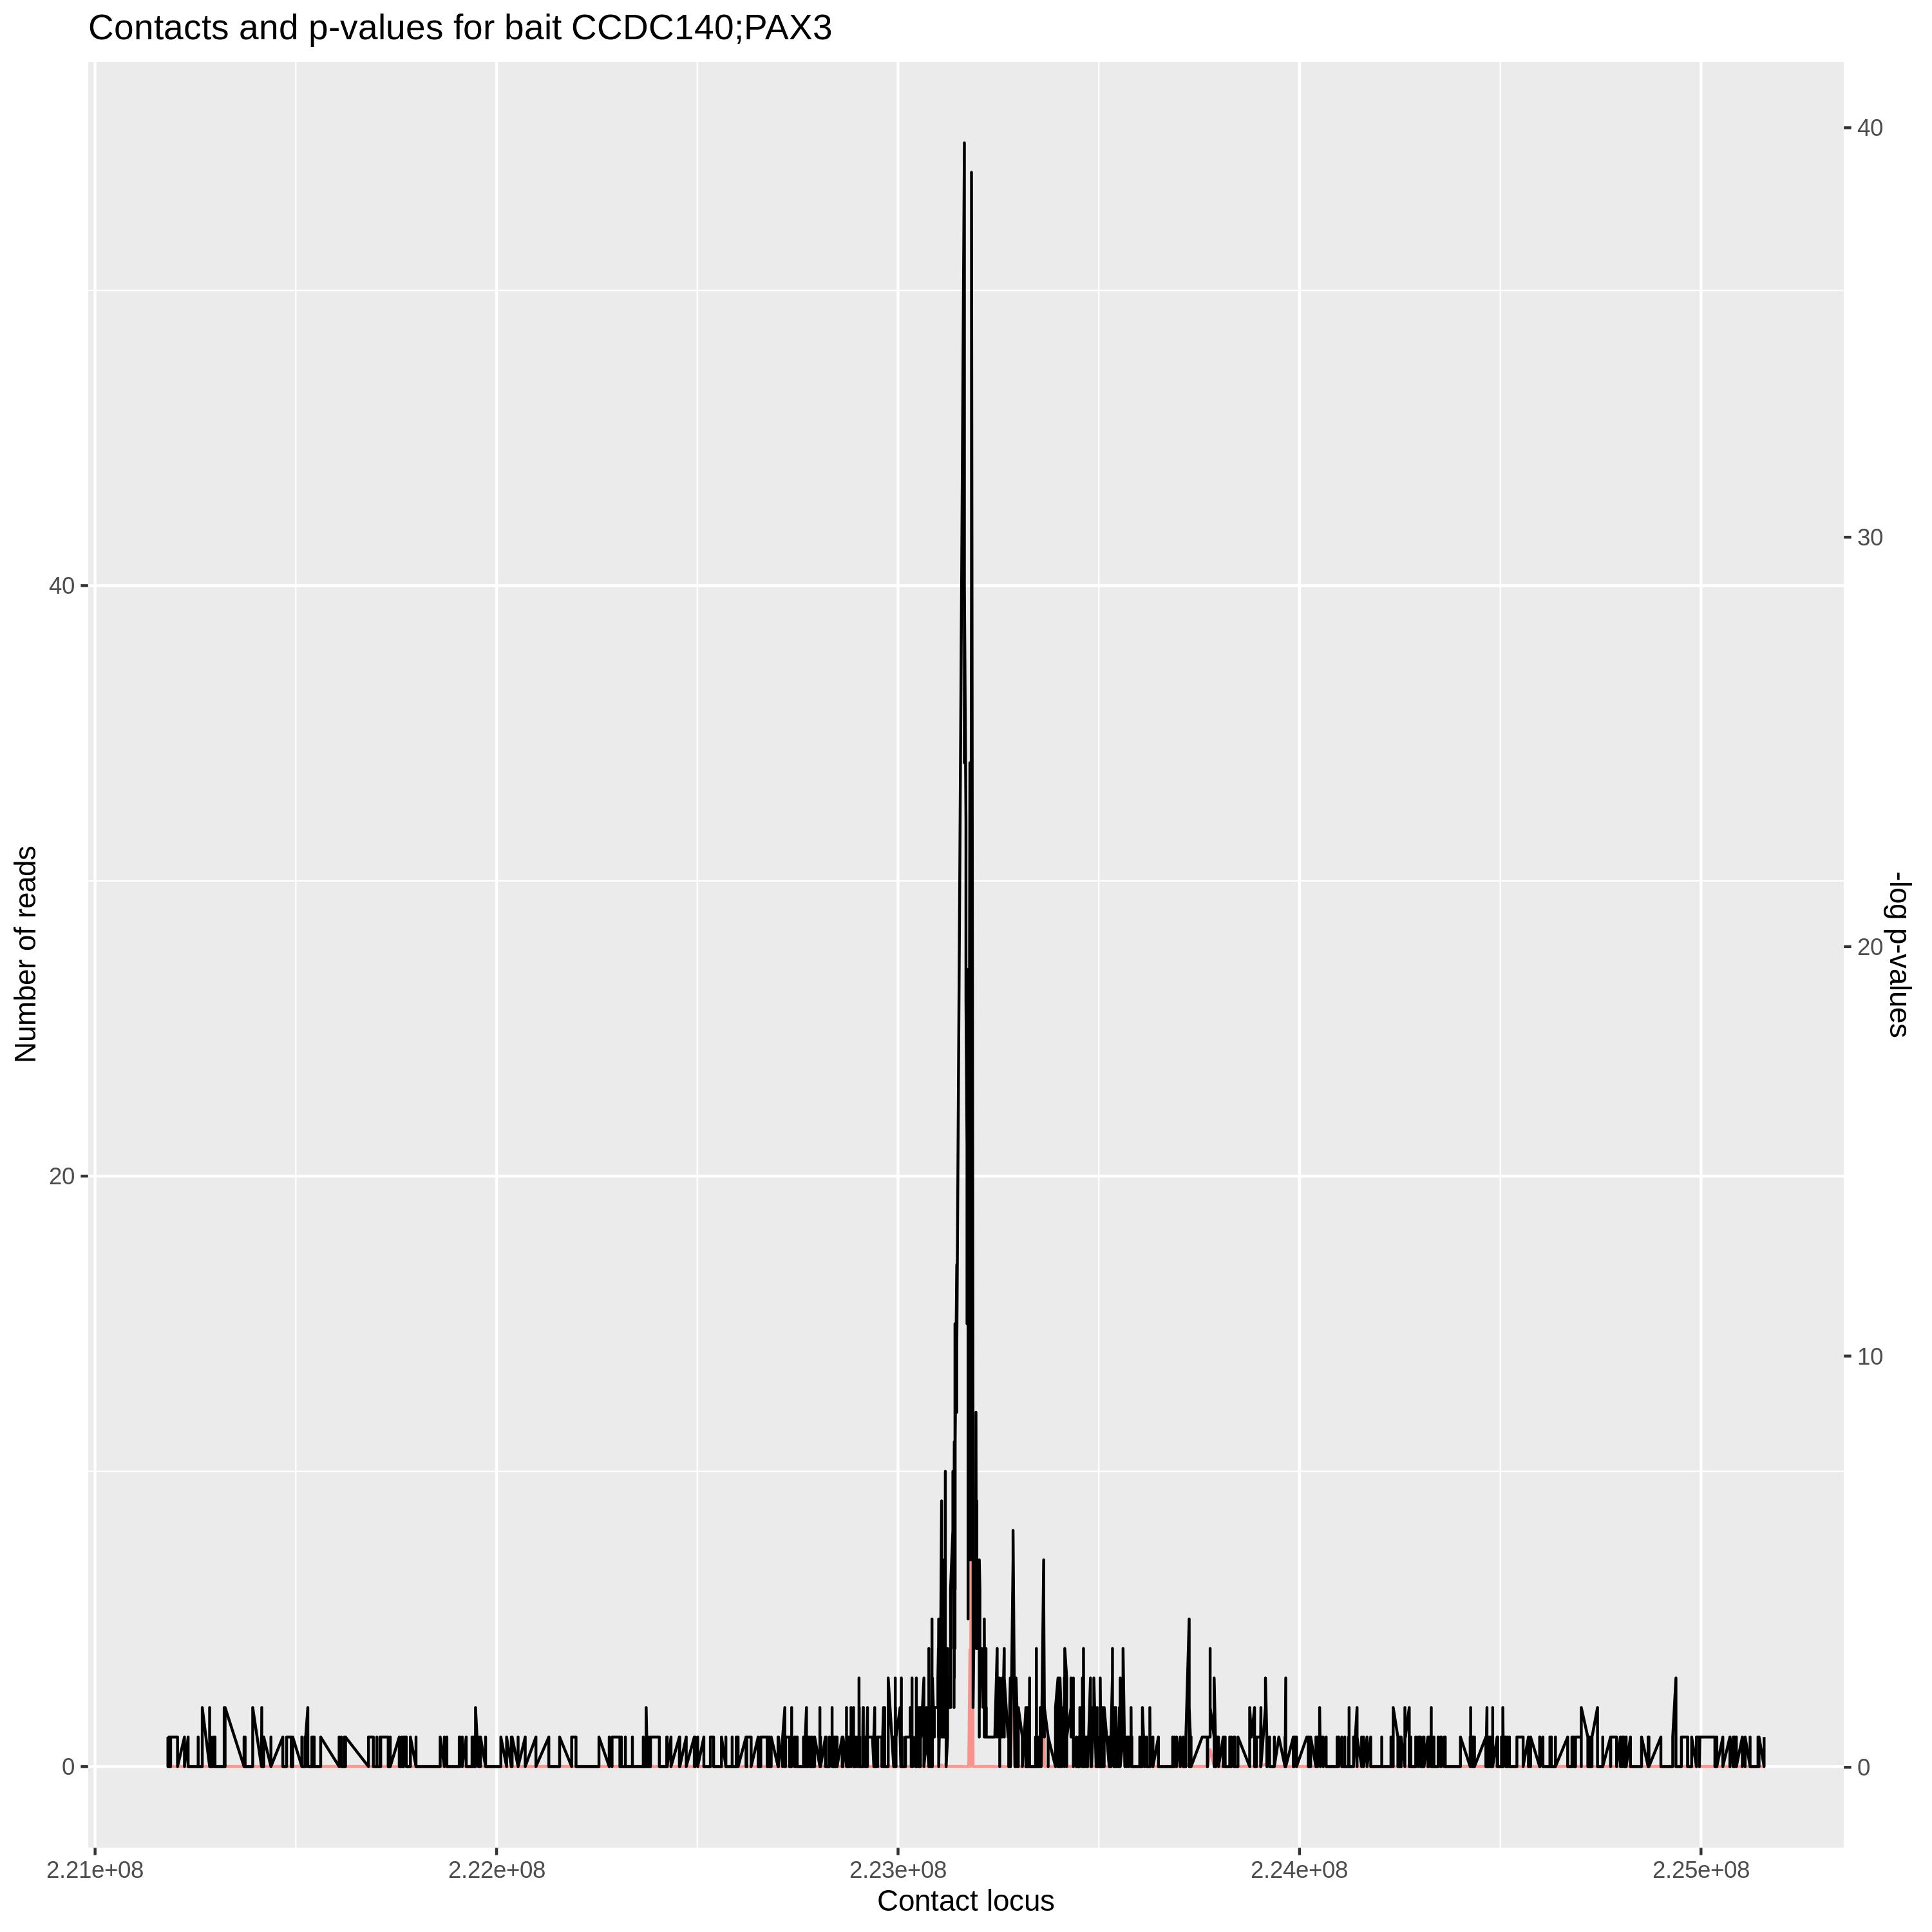 Contacts and p-values for bait CCDC140;PAX3
Number of reads
40
20
0
40
30
20
10
0
-log p-values
2.21e+08
2.22e+08
2.23e+08
2.24e+08
2.25e+08
Contact locus